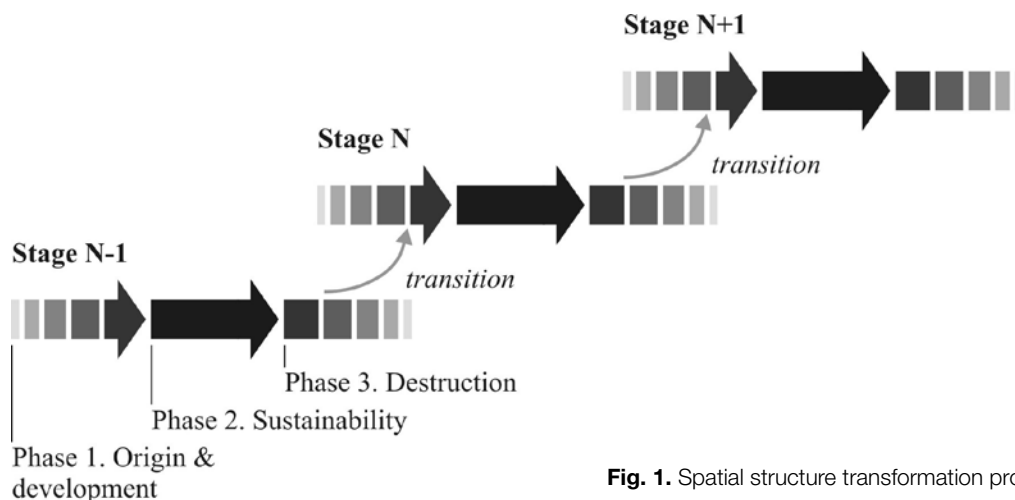 Stage N+1
transition
Stage N
transition
Stage N-1
Phase 3. Destruction
Phase 2. Sustainability
Phase 1. Origin &
development
Fig. 1. Spatial structure transformation